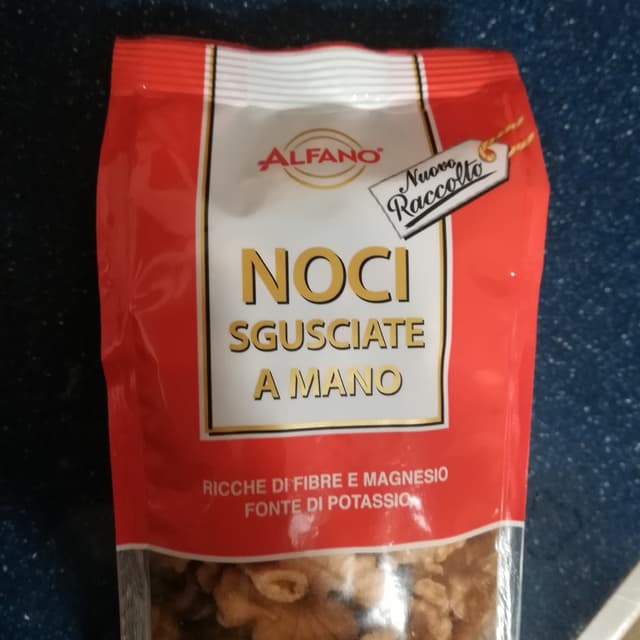 ALFANO
Nuovo
Raccolto
NOCI
SGUSCIATE
A MANO
RICCHE DI FIBRE E MAGNESIO
FONTE DI POTASSIO